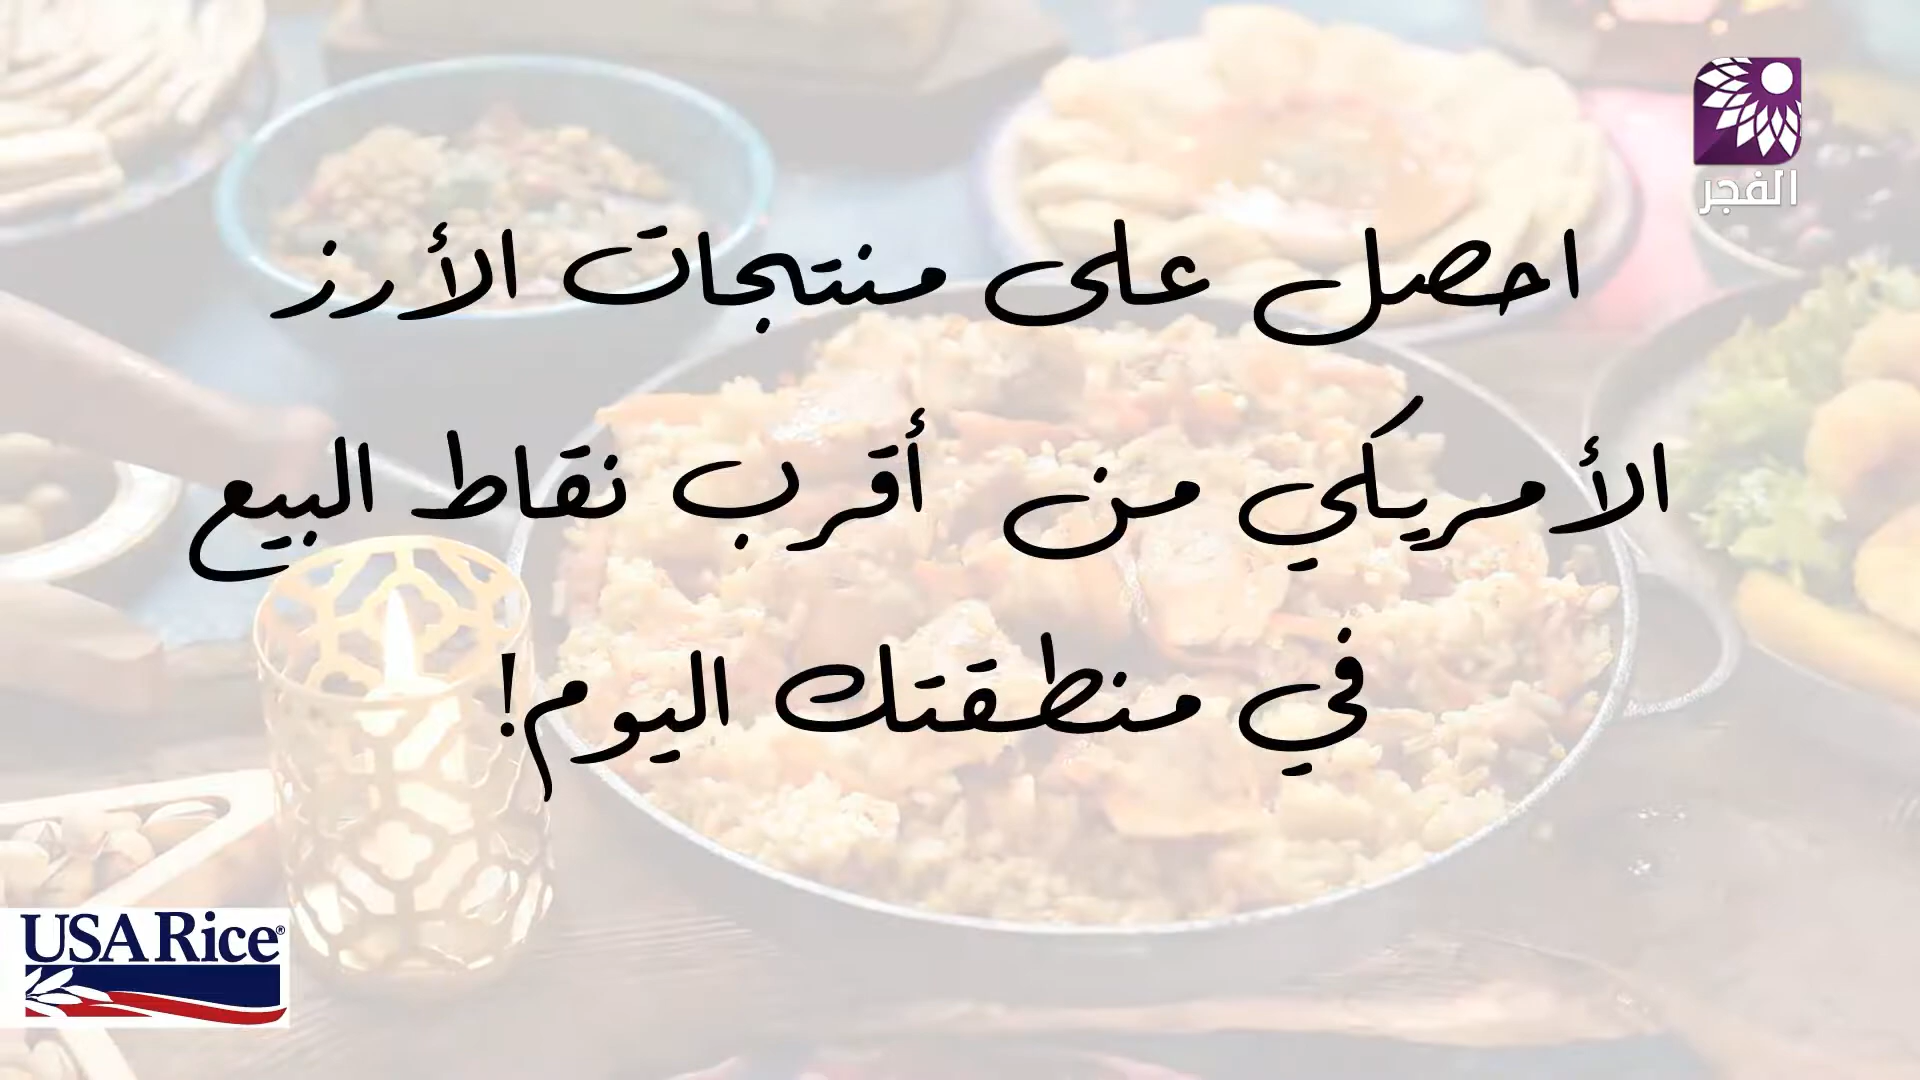 الفجر
احصل على منتجات الأرز
الأمريكي من أقرب نقاط البيع
في منطقتك اليوم!
USA Rice®